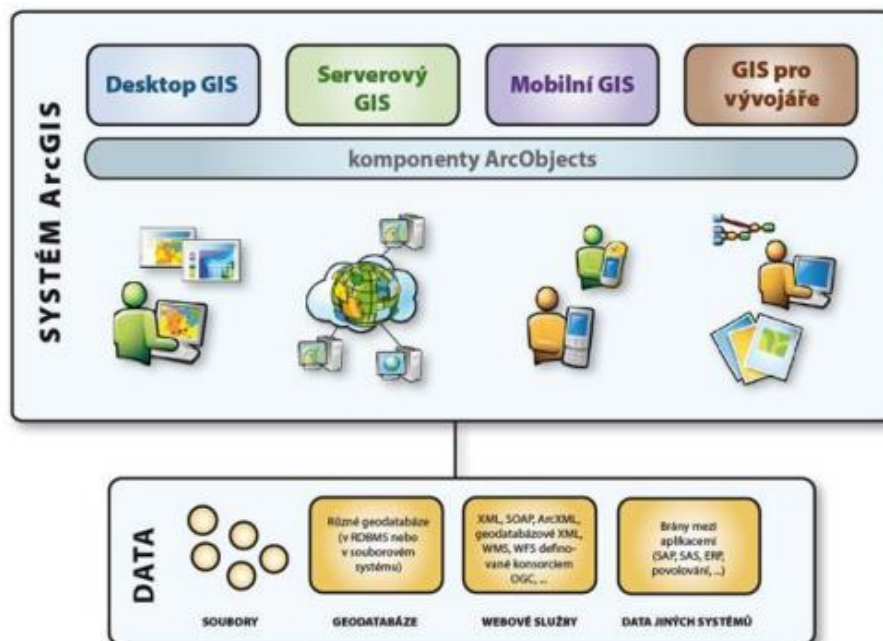 SYSTÉM ArcGIS
Desktop GIS
Serverový
GIS
Mobilní GIS
GIS pro
vývojáře
komponenty ArcObjects
DATA
SOUBORY
Různé geodatabáze
(v RDBMS nebo
v souborovém
systému)
GEODATABÁZE
XML, SOAP, ArcXML,
geodatabázové XML,
WMS, WFS defino-
vané konsorciem
OGC, ...
WEBOVÉ SLUŽBY
Brány mezi
aplikacemi
(SAP, SAS, ERP,
povolování, ...)
DATA JINÝCH SYSTÉMŮ